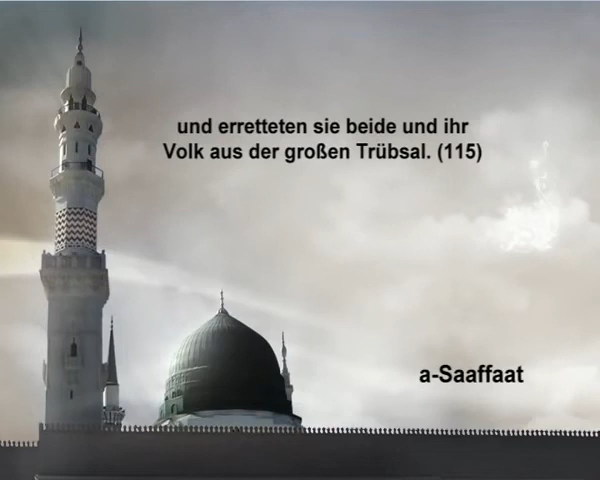 und erretteten sie beide und ihr
Volk aus der großen Trübsal. (115)
a-Saaffaat